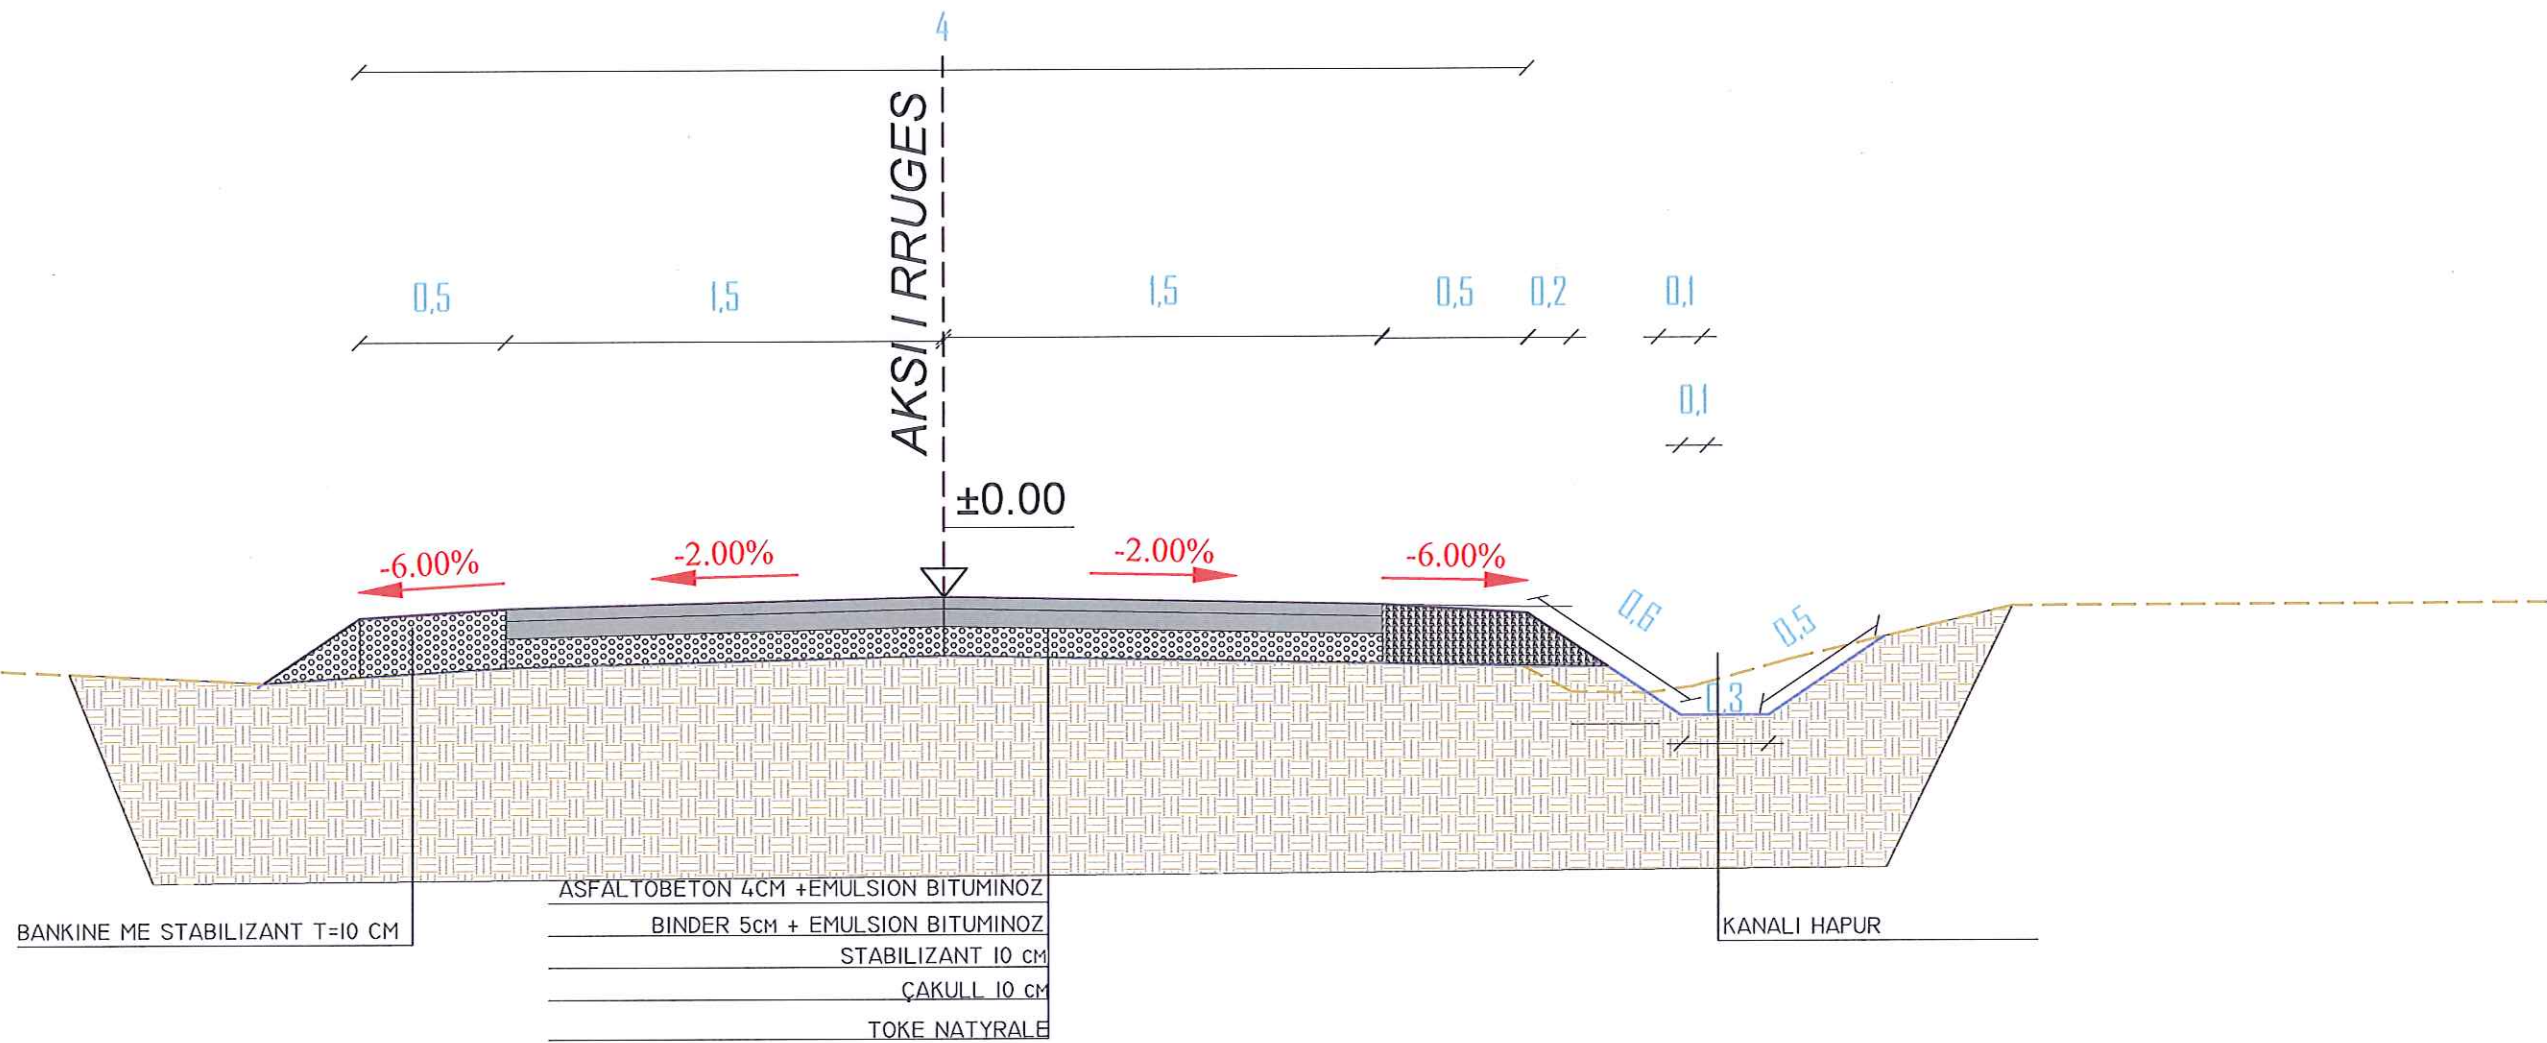 4
AKSI I RRUGES
0,5
1,5
1,5
0,5
0,2
0,1
0,1
±0.00
-6.00%
-2.00%
-2.00%
-6.00%
0,6
0,5
0,3
ASFALTOBETON 4CM +EMULSION BITUMINOZ
BINDER 5CM + EMULSION BITUMINOZ
STABILIZANT 10 CM
ÇAKULL 10 CM
TOKE NATYRALE
BANKINE ME STABILIZANT T=10 CM
KANALI HAPUR